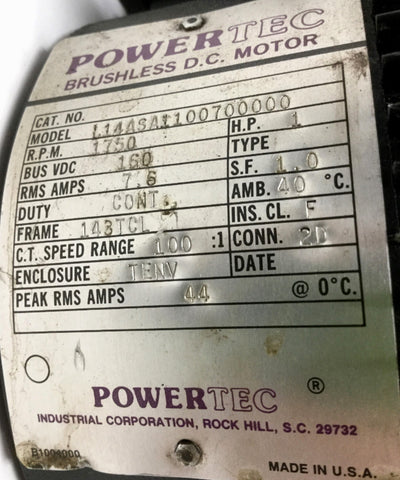 POWERTEC
BRUSHLESS D.C. MOTOR
CAT. NO.
MODEL L14ASA1100700000
R.P.M. 1750 H.P. 1
BUS VDC 160 TYPE
RMS AMPS 7.6 S.F. 1.0
DUTY CONT. AMB. 40 °C.
FRAME 143TCL INS. CL. F
C.T. SPEED RANGE 100 :1 CONN. 2D
ENCLOSURE TENV DATE
PEAK RMS AMPS 44 @ 0°C.
POWERTEC ®
INDUSTRIAL CORPORATION, ROCK HILL, S.C. 29732
B1004000
MADE IN U.S.A.